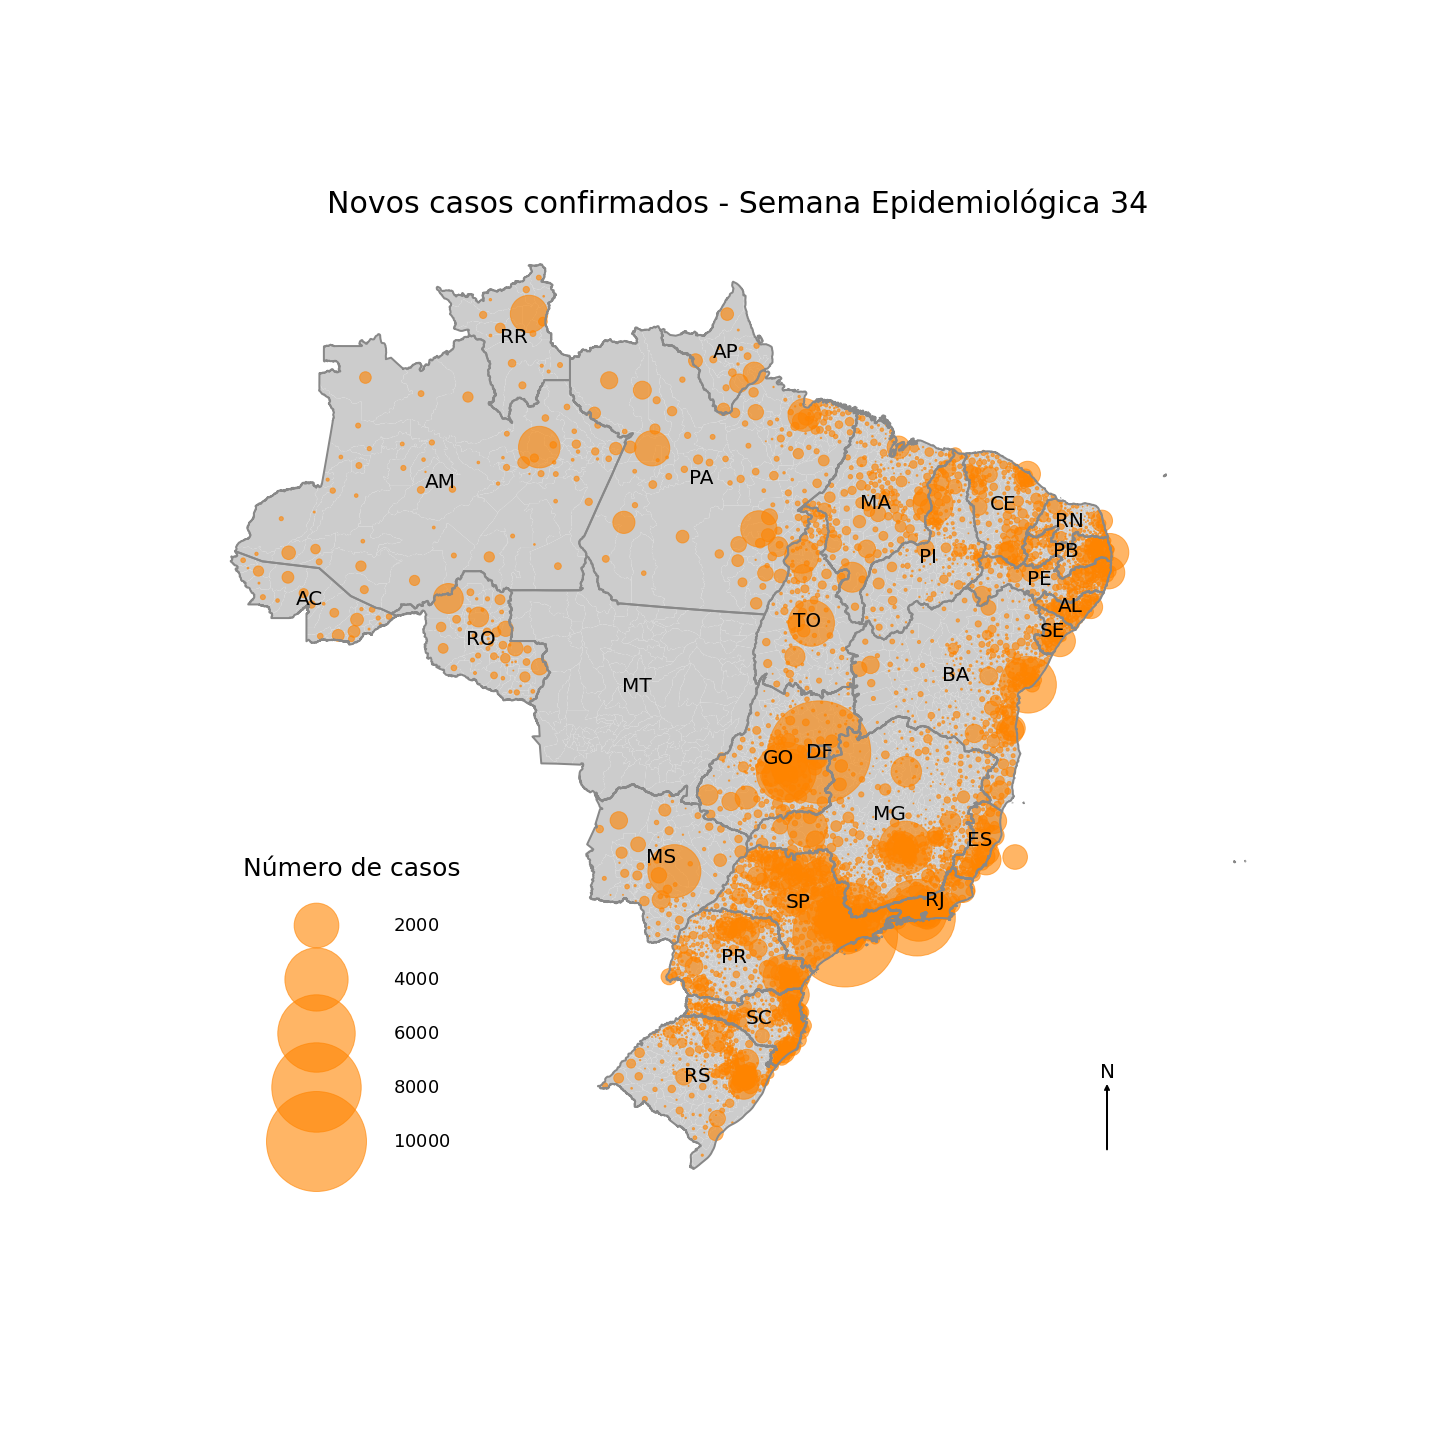 Novos casos confirmados - Semana Epidemiológica 34
RR
AP
AM
PA
MA
CE
RN
PI
PB
PE
AC
AL
TO
SE
RO
BA
MT
GO
DF
MG
ES
MS
Número de casos
SP
RJ
2000
PR
4000
SC
6000
RS
N
8000
10000